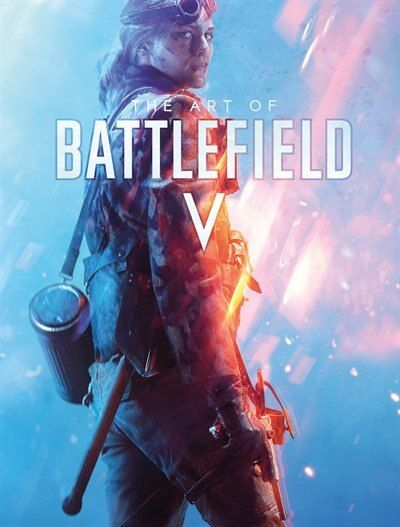 THE ART OF
BATTLEFIELD
V